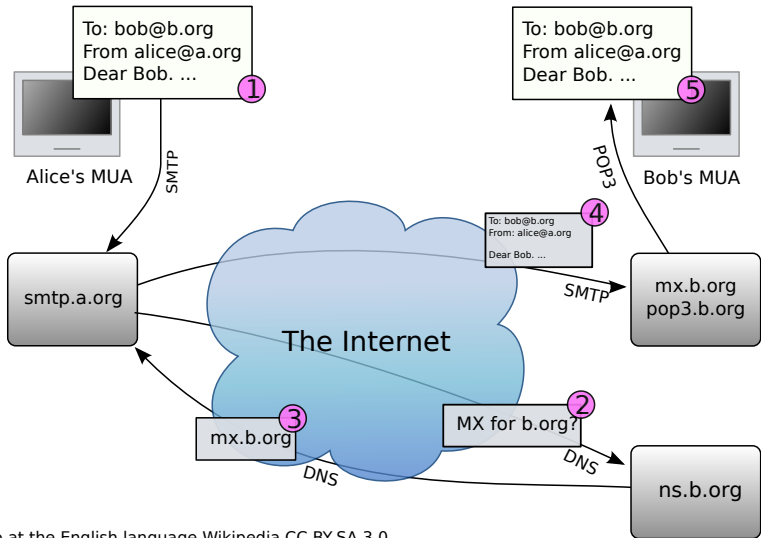 To: bob@b.org
From alice@a.org
Dear Bob. ...
1
Alice's MUA
SMTP
To: bob@b.org
From alice@a.org
Dear Bob. ...
5
Bob's MUA
POP3
To: bob@b.org
From: alice@a.org
Dear Bob. ...
4
smtp.a.org
SMTP
mx.b.org
pop3.b.org
The Internet
MX for b.org?
2
DNS
mx.b.org
3
DNS
ns.b.org
at the English language Wikipedia CC BY-SA 3.0